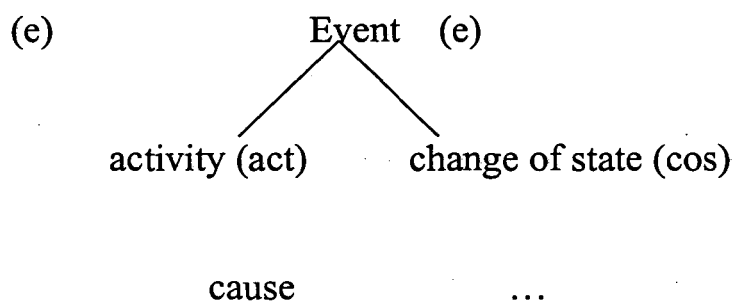 (e) Event (e)
activity (act) change of state (cos)
cause ...